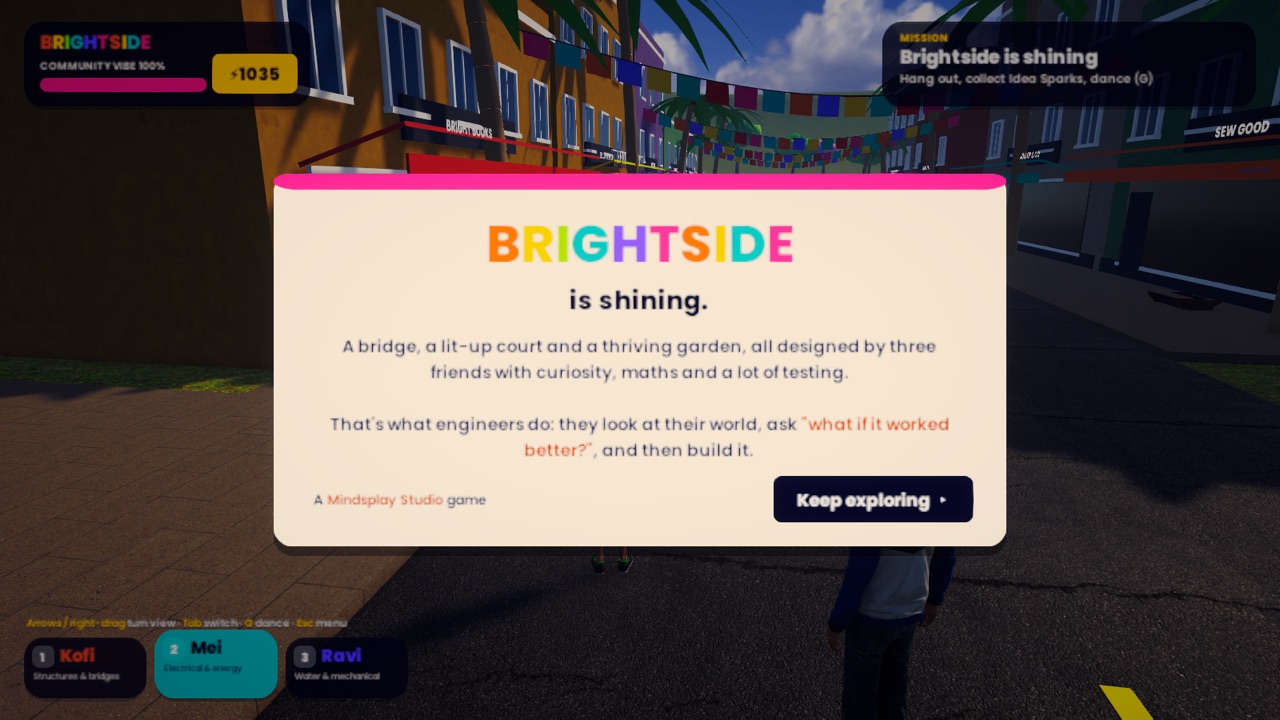 BRIGHTSIDE
COMMUNITY VIBE 100%
⚡1035
MISSION
Brightside is shining
Hang out, collect Idea Sparks, dance (G)
BRIGHT BOOKS
SEW GOOD
BRIGHTSIDE
is shining.
A bridge, a lit-up court and a thriving garden, all designed by three
friends with curiosity, maths and a lot of testing.
That's what engineers do: they look at their world, ask "what if it worked
better?", and then build it.
A Mindsplay Studio game
Keep exploring
Arrows / right-drag turn view · Tab switch · G dance · Esc menu
1 Kofi
Structures & bridges
2 Mei
Electrical & energy
3 Ravi
Water & mechanical